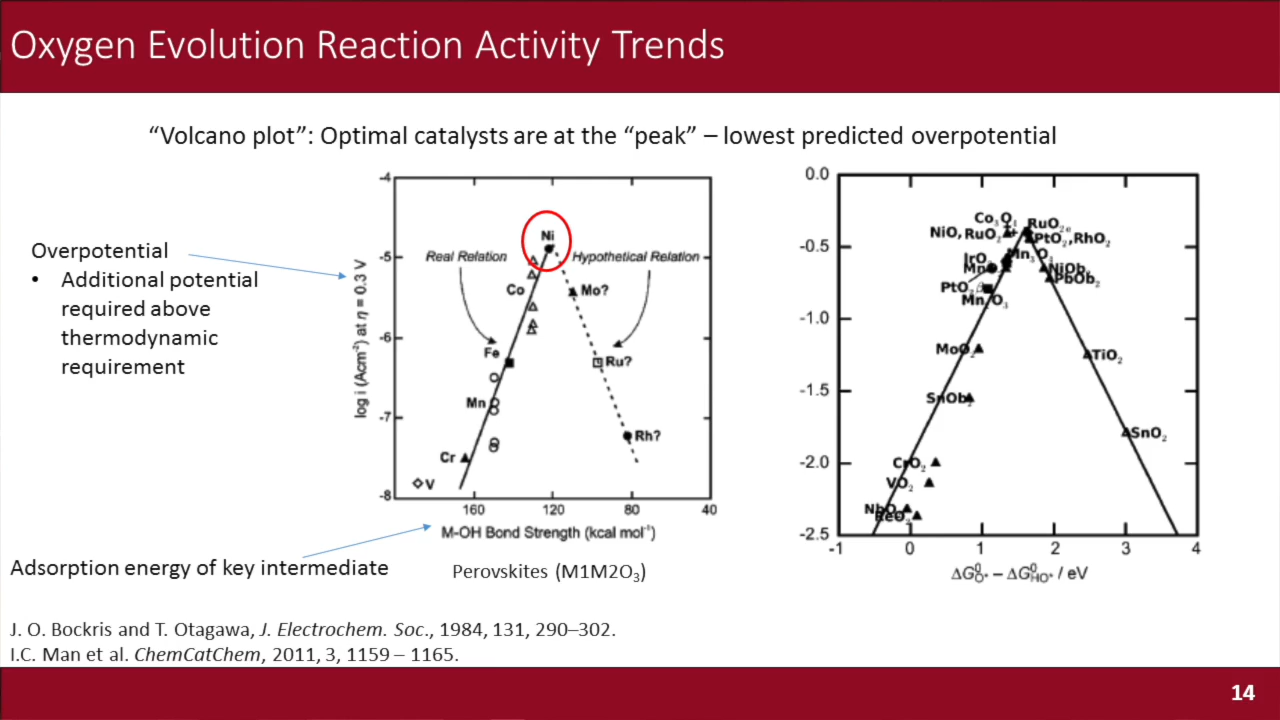 Oxygen Evolution Reaction Activity Trends
“Volcano plot”: Optimal catalysts are at the “peak” – lowest predicted overpotential
Overpotential
• Additional potential
required above
thermodynamic
requirement
Adsorption energy of key intermediate
log i (Acm⁻²) at η = 0.3 V
-4
-5
-6
-7
-8
160
120
80
40
M-OH Bond Strength (kcal mol⁻¹)
Real Relation
Hypothetical Relation
Ni
Co
Mo?
Fe
Ru?
Mn
Rh?
Cr
V
Perovskites (M1M2O₃)
0.0
-0.5
-1.0
-1.5
-2.0
-2.5
-1
0
1
2
3
4
Co₃O₄
NiO, RuO₂
RuO₂
PtO₂, RhO₂
Mn₃O₄
NiOb₂
PbOb₂
PtO₂ β
MoO₂
TiO₂
SnOb₂
SnO₂
CrO₂
VO₂
ΔG⁰O* – ΔG⁰HO* / eV
J. O. Bockris and T. Otagawa, J. Electrochem. Soc., 1984, 131, 290–302.
I.C. Man et al. ChemCatChem, 2011, 3, 1159 – 1165.
14